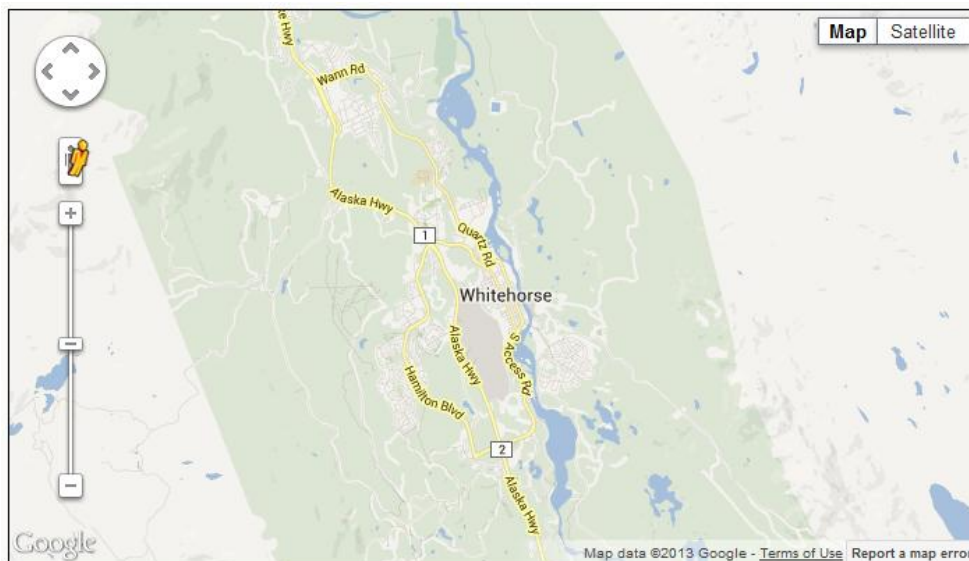 ke Hwy
Map
Satellite
Wann Rd
Alaska Hwy
1
Quartz Rd
Whitehorse
Alaska Hwy
S Access Rd
Hamilton Blvd
2
Alaska Hwy
Google
Map data ©2013 Google - Terms of Use
Report a map error